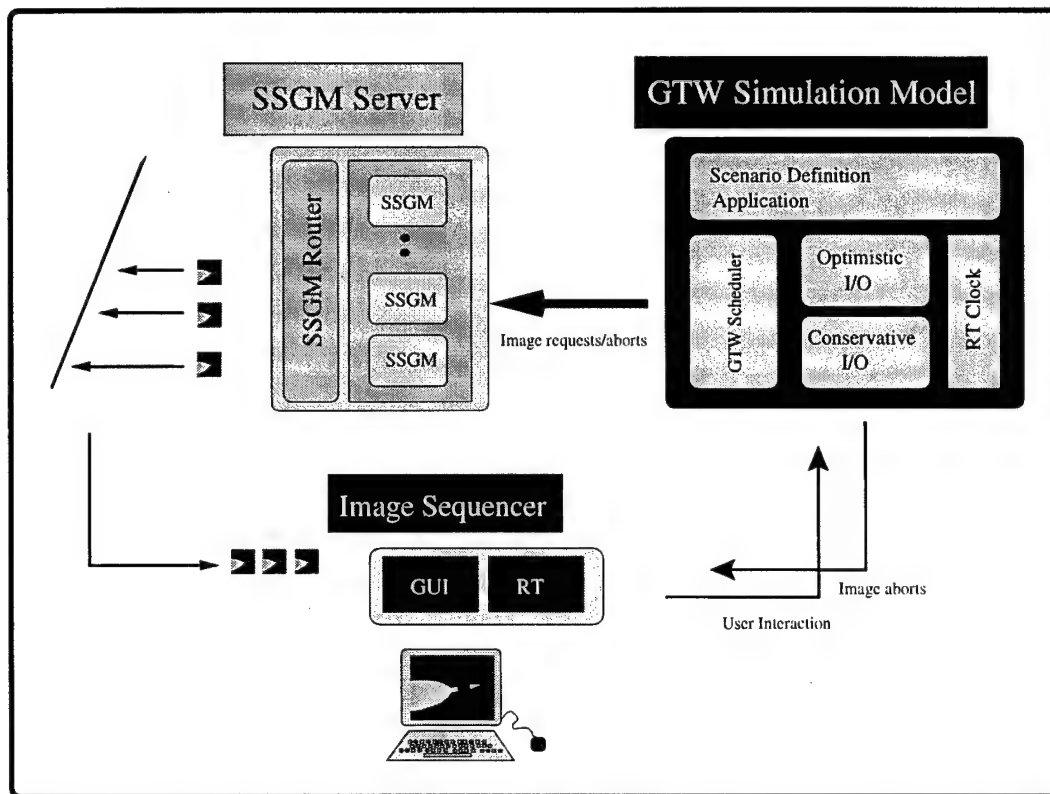 SSGM Server
GTW Simulation Model
SSGM Router
SSGM
SSGM
SSGM
Image requests/aborts
Scenario Definition
Application
GTW Scheduler
Optimistic
I/O
Conservative
I/O
RT Clock
Image Sequencer
GUI
RT
Image aborts
User Interaction